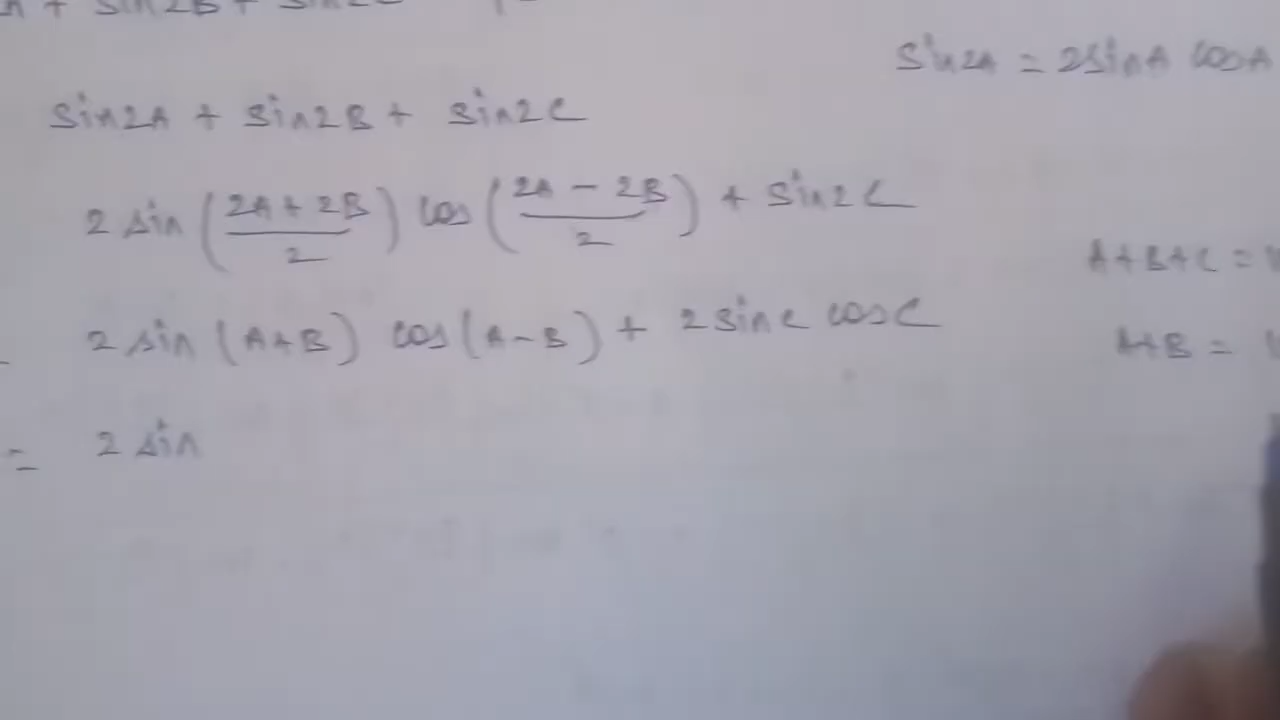 + sin2B +
sin2A = 2sinA cosA
sin2A + sin2B + sin2C
2 sin (2A + 2B / 2) cos (2A - 2B / 2) + sin2C
A+B+C =
2 sin (A+B) cos (A-B) + 2 sinC cosC
A+B =
= 2 sin